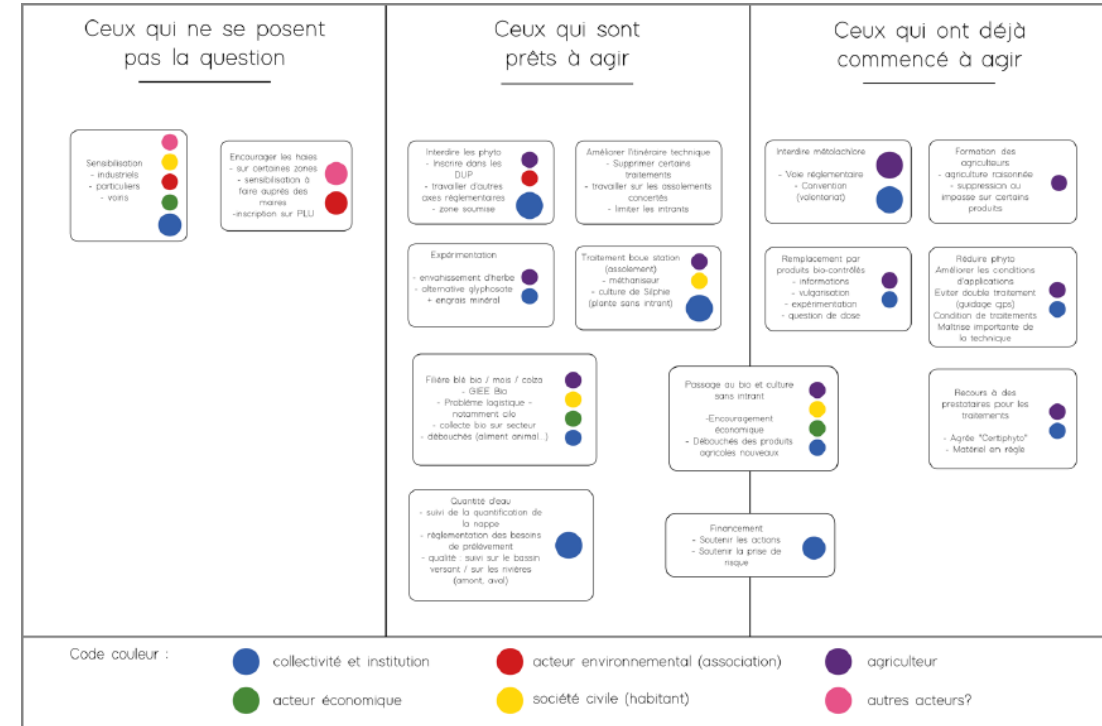 Ceux qui ne se posent
pas la question
Ceux qui sont
prêts à agir
Ceux qui ont déjà
commencé à agir
Sensibilisation
- industriels
- particuliers
- voins
Encourager les haies
- sur certaines zones
- sensibilisation à
faire auprès des
maires
-inscription sur PLU
Interdire les phyto
- Inscrire dans les
DUP
- travailler d'autres
axes réglementaires
- zone soumise
Améliorer l'itinéraire technique
- Supprimer certains
traitements
- travailler sur les assolements
concertés
- limiter les intrants
Interdire métolachlore
- Voie réglementaire
- Convention
(volontariat)
Formation des
agriculteurs
- agriculture raisonnée
- suppression ou
impasse sur certains
produits
Expérimentation
- envahissement d'herbe
- alternative glyphosate
+ engrais minéral
Traitement boue station
(assolement)
- méthaniseur
- culture de Silphie
(plante sans intrant)
Remplacement par
produits bio-contrôlés
- informations
- vulgarisation
- expérimentation
- question de dose
Réduire phyto
Améliorer les conditions
d'applications
Eviter double traitement
(guidage gps)
Condition de traitements
Maîtrise importante de
la technique
Filière blé bio / maïs / colza
- GIEE Bio
- Problème logistique -
notamment silo
- collecte bio sur secteur
- débouchés (aliment animal...)
Passage au bio et culture
sans intrant
-Encouragement
économique
- Débouchés des produits
agricoles nouveaux
Recours à des
prestataires pour les
traitements
- Agrée "Certiphyto"
- Matériel en règle
Quantité d'eau
- suivi de la quantification de
la nappe
- réglementation des besoins
de prélèvement
- qualité : suivi sur le bassin
versant / sur les rivières
(amont, aval)
Financement
- Soutenir les actions
- Soutenir la prise de
risque
Code couleur :
collectivité et institution
acteur environnemental (association)
agriculteur
acteur économique
société civile (habitant)
autres acteurs?